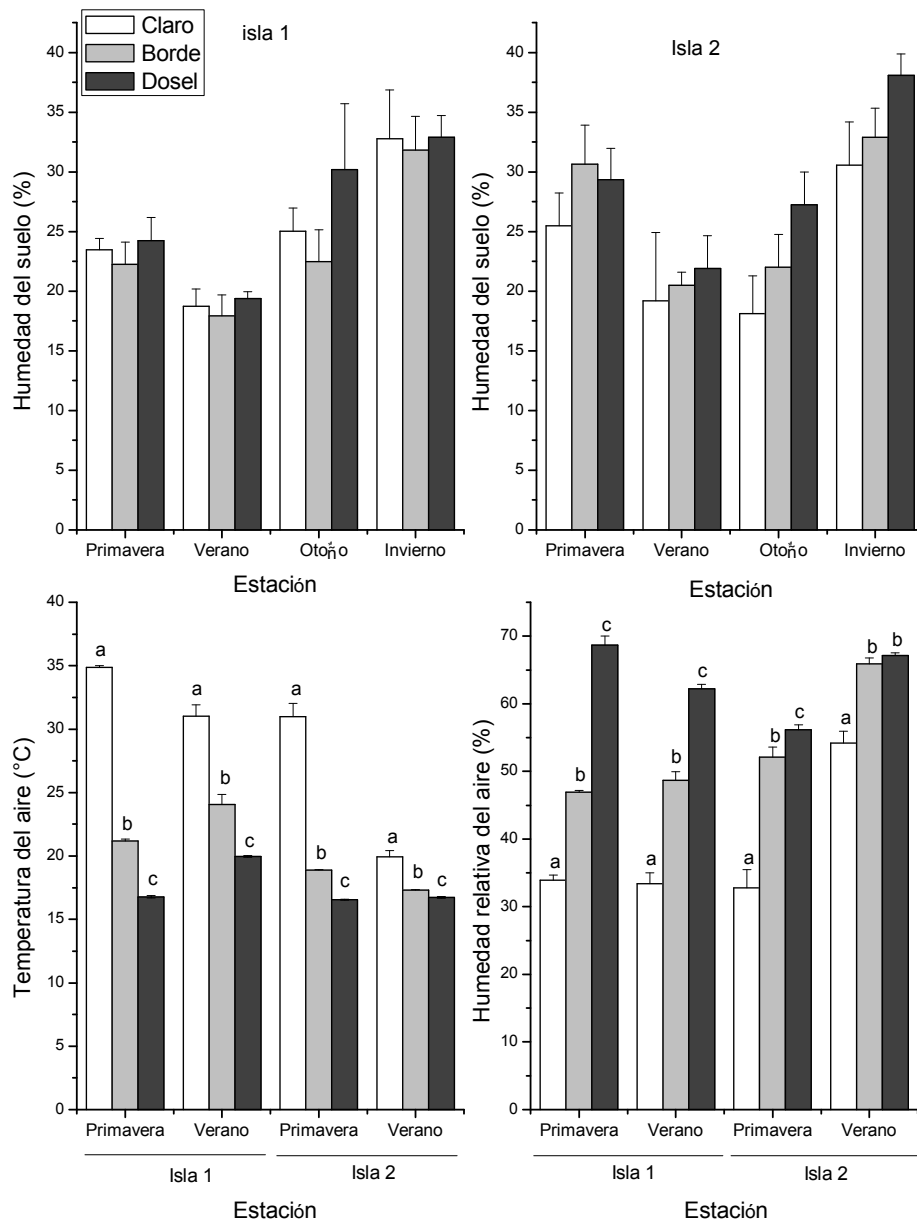 Claro
Borde
Dosel
isla 1
Humedad del suelo (%)
40
35
30
25
20
15
10
5
0
Primavera Verano Otoño Invierno
Estación
Isla 2
Humedad del suelo (%)
40
35
30
25
20
15
10
5
0
Primavera Verano Otoño Invierno
Estación
Temperatura del aire (°C)
40
35
30
25
20
15
10
5
0
a b c a b c a b c a b c
Primavera Verano Primavera Verano
Isla 1 Isla 2
Estación
Humedad relativa del aire (%)
70
60
50
40
30
20
10
0
a b c a b c a b c a b b
Primavera Verano Primavera Verano
Isla 1 Isla 2
Estación